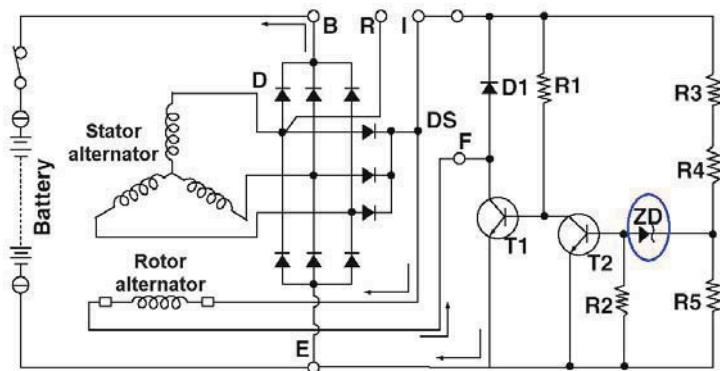 B
R
I
D
D1
R1
R3
DS
Stator
alternator
F
R4
Battery
ZD
T1
T2
Rotor
alternator
R2
R5
E